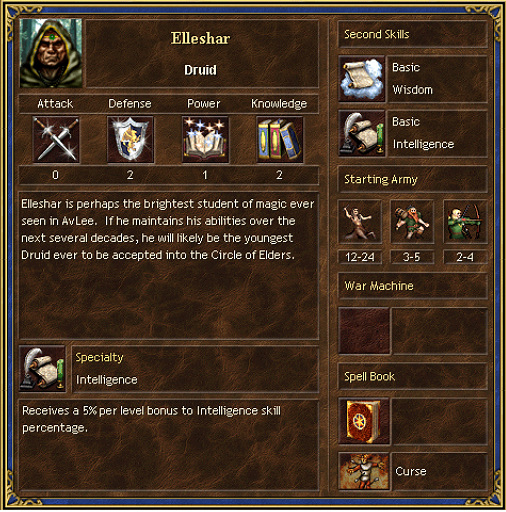 Elleshar
Druid
Attack Defense Power Knowledge
0 2 1 2
Elleshar is perhaps the brightest student of magic ever
seen in AvLee. If he maintains his abilities over the
next several decades, he will likely be the youngest
Druid ever to be accepted into the Circle of Elders.
Specialty
Intelligence
Receives a 5% per level bonus to Intelligence skill
percentage.
Second Skills
Basic
Wisdom
Basic
Intelligence
Starting Army
12-24 3-5 2-4
War Machine
Spell Book
Curse